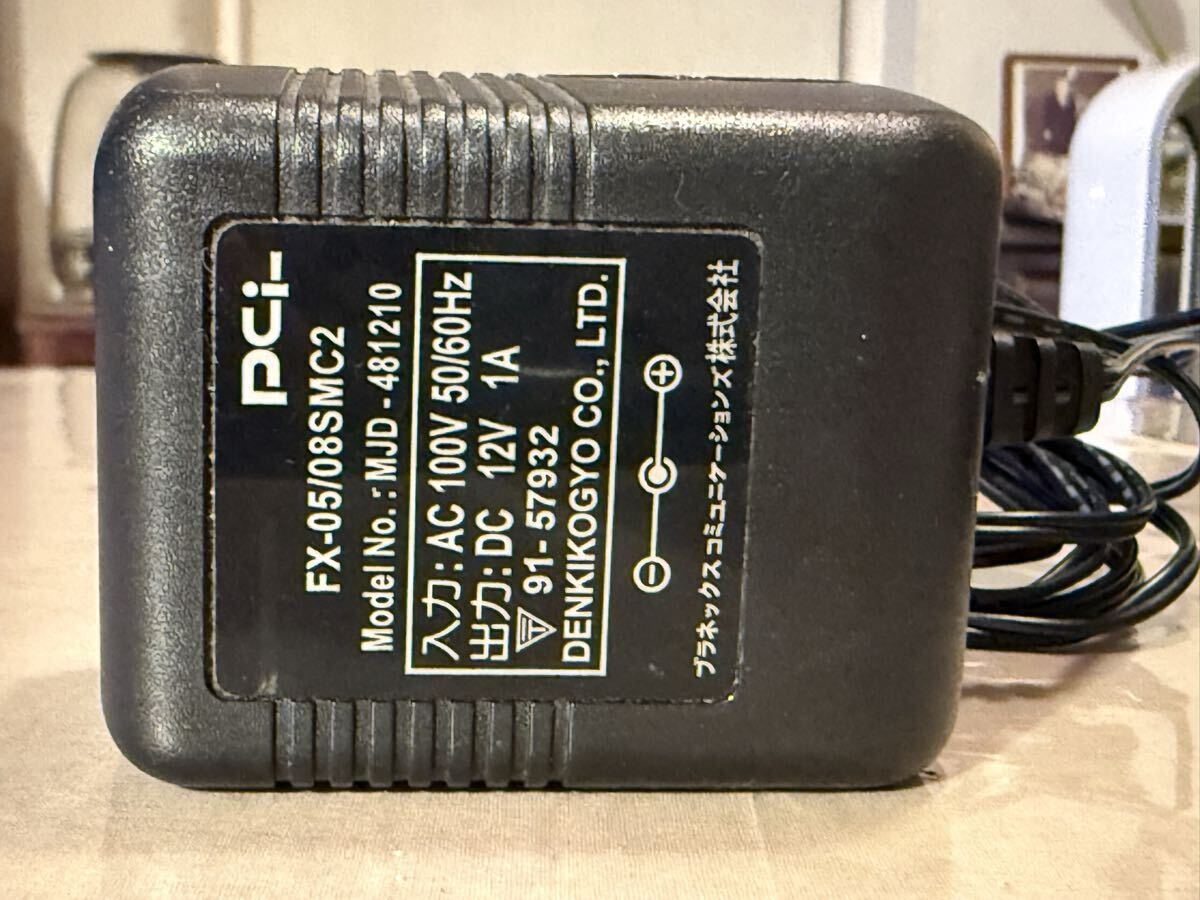 PCi-
FX-05/08SMC2
Model No.: MJD - 481210
入力: AC 100V 50/60Hz
出力: DC 12V 1A
T 91- 57932
DENKIKOGYO CO., LTD.
プラネックスコミュニケーションズ株式会社